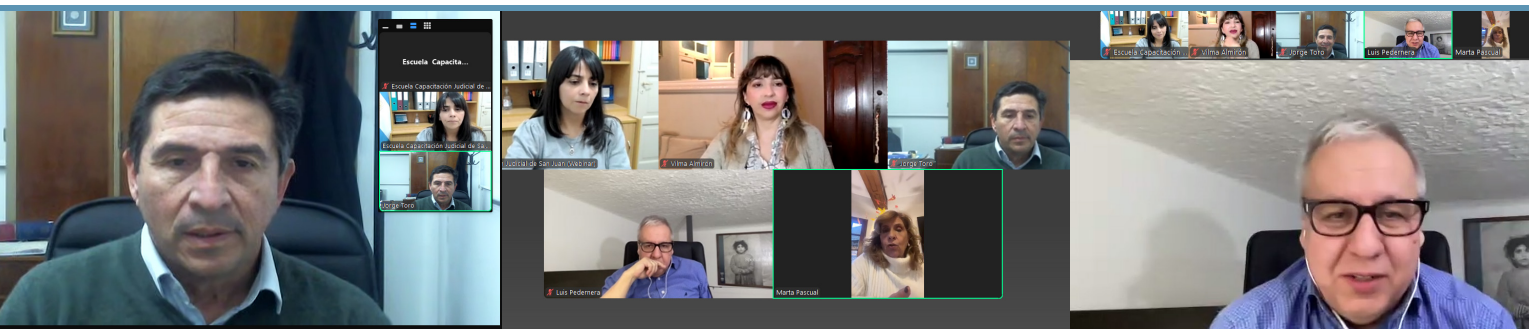 Escuela Capacita...
Escuela Capacitación Judicial de ...
Escuela Capacitación Judicial de Sa...
Jorge Toro
Judicial de San Juan (Webinar)
Vilma Almirón
Jorge Toro
Luis Pedernera
Marta Pascual
Escuela Capacitación ...
Vilma Almirón
Jorge Toro
Luis Pedernera
Marta Pascual